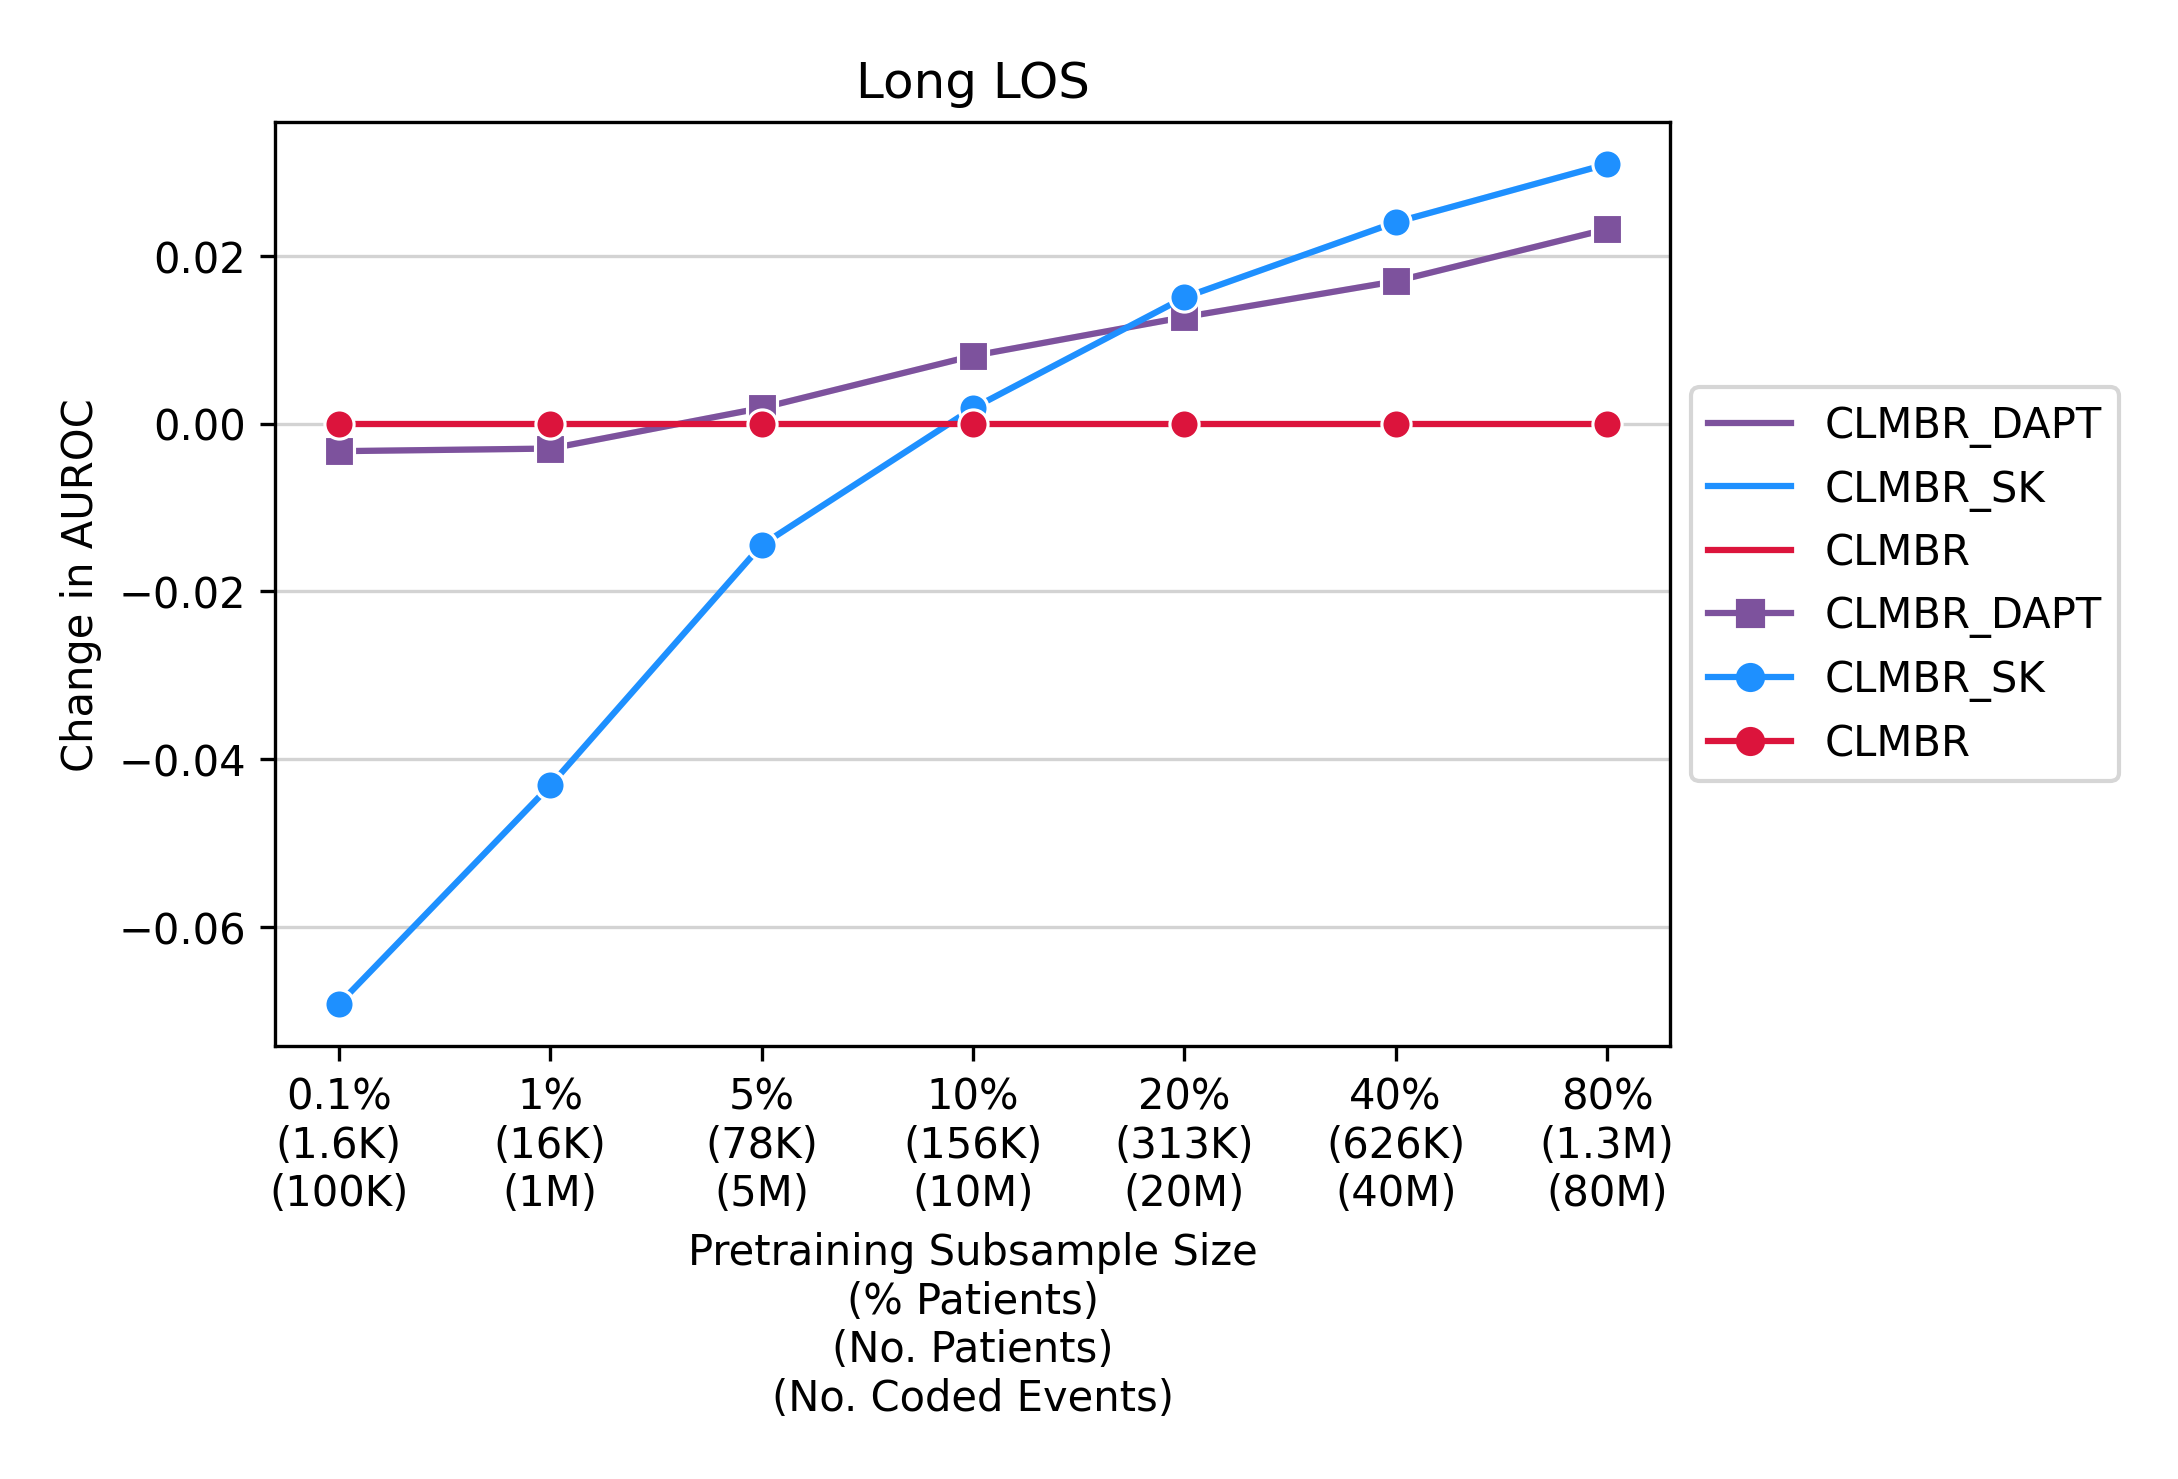 Long LOS
Change in AUROC
0.02
0.00
−0.02
−0.04
−0.06
0.1% 1% 5% 10% 20% 40% 80%
(1.6K) (16K) (78K) (156K) (313K) (626K) (1.3M)
(100K) (1M) (5M) (10M) (20M) (40M) (80M)
Pretraining Subsample Size
(% Patients)
(No. Patients)
(No. Coded Events)
CLMBR_DAPT
CLMBR_SK
CLMBR
CLMBR_DAPT
CLMBR_SK
CLMBR